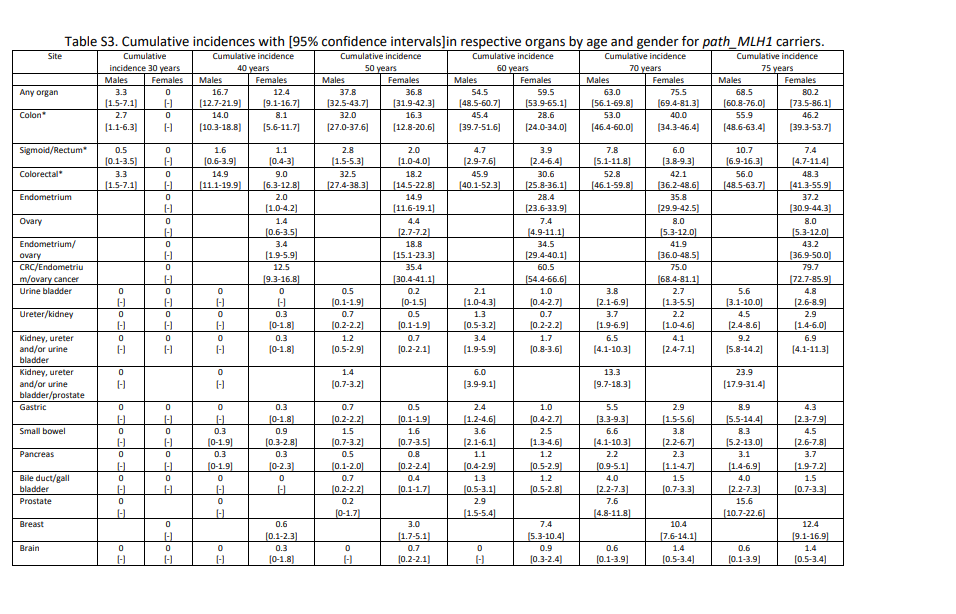 Table S3. Cumulative incidences with [95% confidence intervals]in respective organs by age and gender for path_MLH1 carriers.
Site Cumulative incidence 30 years Cumulative incidence 40 years Cumulative incidence 50 years Cumulative incidence 60 years Cumulative incidence 70 years Cumulative incidence 75 years
Males Females Males Females Males Females Males Females Males Females Males Females
Any organ 3.3 0 16.7 12.4 37.8 36.8 54.5 59.5 63.0 75.5 68.5 80.2
[1.5-7.1] [-] [12.7-21.9] [9.1-16.7] [32.5-43.7] [31.9-42.3] [48.5-60.7] [53.9-65.1] [56.1-69.8] [69.4-81.3] [60.8-76.0] [73.5-86.1]
Colon* 2.7 0 14.0 8.1 32.0 16.3 45.4 28.6 53.0 40.0 55.9 46.2
[1.1-6.3] [-] [10.3-18.8] [5.6-11.7] [27.0-37.6] [12.8-20.6] [39.7-51.6] [24.0-34.0] [46.4-60.0] [34.3-46.4] [48.6-63.4] [39.3-53.7]
Sigmoid/Rectum* 0.5 0 1.6 1.1 2.8 2.0 4.7 3.9 7.8 6.0 10.7 7.4
[0.1-3.5] [-] [0.6-3.9] [0.4-3] [1.5-5.3] [1.0-4.0] [2.9-7.6] [2.4-6.4] [5.1-11.8] [3.8-9.3] [6.9-16.3] [4.7-11.4]
Colorectal* 3.3 0 14.9 9.0 32.5 18.2 45.9 30.6 52.8 42.1 56.0 48.3
[1.5-7.1] [-] [11.1-19.9] [6.3-12.8] [27.4-38.3] [14.5-22.8] [40.1-52.3] [25.8-36.1] [46.1-59.8] [36.2-48.6] [48.5-63.7] [41.3-55.9]
Endometrium 0 2.0 14.9 28.4 35.8 37.2
[-] [1.0-4.2] [11.6-19.1] [23.6-33.9] [29.9-42.5] [30.9-44.3]
Ovary 0 1.4 4.4 7.4 8.0 8.0
[-] [0.6-3.5] [2.7-7.2] [4.9-11.1] [5.3-12.0] [5.3-12.0]
Endometrium/ 0 3.4 18.8 34.5 41.9 43.2
ovary [-] [1.9-5.9] [15.1-23.3] [29.4-40.1] [36.0-48.5] [36.9-50.0]
CRC/Endometriu 0 12.5 35.4 60.5 75.0 79.7
m/ovary cancer [-] [9.3-16.8] [30.4-41.1] [54.4-66.6] [68.4-81.1] [72.7-85.9]
Urine bladder 0 0 0 0 0.5 0.2 2.1 1.0 3.8 2.7 5.6 4.8
[-] [-] [-] [-] [0.1-1.9] [0-1.5] [1.0-4.3] [0.4-2.7] [2.1-6.9] [1.3-5.5] [3.1-10.0] [2.6-8.9]
Ureter/kidney 0 0 0 0.3 0.7 0.5 1.3 0.7 3.7 2.2 4.5 2.9
[-] [-] [-] [0-1.8] [0.2-2.2] [0.1-1.9] [0.5-3.2] [0.2-2.2] [1.9-6.9] [1.0-4.6] [2.4-8.6] [1.4-6.0]
Kidney, ureter 0 0 0 0.3 1.2 0.7 3.4 1.7 6.5 4.1 9.2 6.9
and/or urine [-] [-] [-] [0-1.8] [0.5-2.9] [0.2-2.1] [1.9-5.9] [0.8-3.6] [4.1-10.3] [2.4-7.1] [5.8-14.2] [4.1-11.3]
bladder
Kidney, ureter 0 0 1.4 6.0 13.3 23.9
and/or urine [-] [-] [0.7-3.2] [3.9-9.1] [9.7-18.3] [17.9-31.4]
bladder/prostate
Gastric 0 0 0 0.3 0.7 0.5 2.4 1.0 5.5 2.9 8.9 4.3
[-] [-] [-] [0-1.8] [0.2-2.2] [0.1-1.9] [1.2-4.6] [0.4-2.7] [3.3-9.3] [1.5-5.6] [5.5-14.4] [2.3-7.9]
Small bowel 0 0 0.3 0.9 1.5 1.6 3.6 2.5 6.6 3.8 8.3 4.5
[-] [-] [0-1.9] [0.3-2.8] [0.7-3.2] [0.7-3.5] [2.1-6.1] [1.3-4.6] [4.1-10.3] [2.2-6.7] [5.2-13.0] [2.6-7.8]
Pancreas 0 0 0.3 0.3 0.5 0.8 1.1 1.2 2.2 2.3 3.1 3.7
[-] [-] [0-1.9] [0-2.3] [0.1-2.0] [0.2-2.4] [0.4-2.9] [0.5-2.9] [0.9-5.1] [1.1-4.7] [1.4-6.9] [1.9-7.2]
Bile duct/gall 0 0 0 0 0.7 0.4 1.3 1.2 4.0 1.5 4.0 1.5
bladder [-] [-] [-] [-] [0.2-2.2] [0.1-1.7] [0.5-3.1] [0.5-2.8] [2.2-7.3] [0.7-3.3] [2.2-7.3] [0.7-3.3]
Prostate 0 0 0.2 2.9 7.6 15.6
[-] [-] [0-1.7] [1.5-5.4] [4.8-11.8] [10.7-22.6]
Breast 0 0.6 3.0 7.4 10.4 12.4
[-] [0.1-2.3] [1.7-5.1] [5.3-10.4] [7.6-14.1] [9.1-16.9]
Brain 0 0 0 0.3 0 0.7 0 0.9 0.6 1.4 0.6 1.4
[-] [-] [-] [0-1.8] [-] [0.2-2.1] [-] [0.3-2.4] [0.1-3.9] [0.5-3.4] [0.1-3.9] [0.5-3.4]